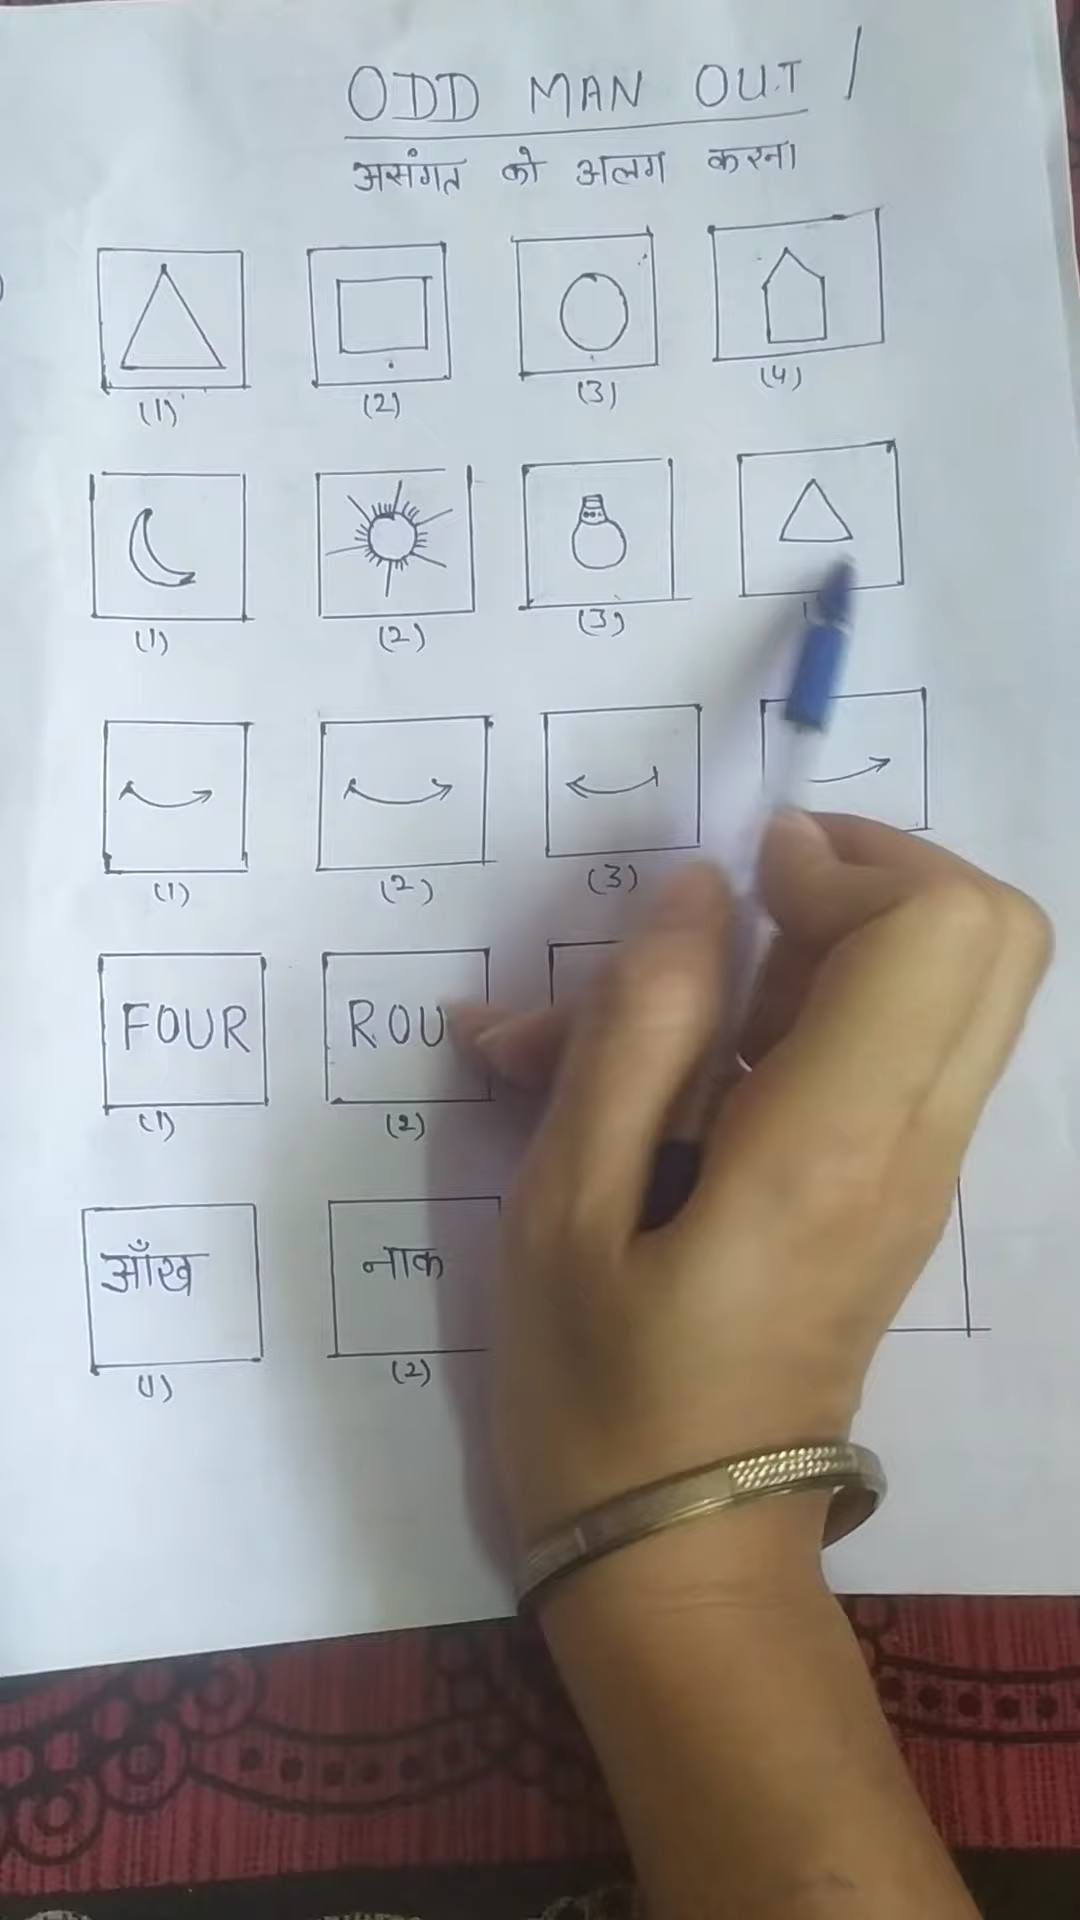 ODD MAN OUT /
असंगत को अलग करना
(1) (2) (3) (4)
(1) (2) (3)
(1) (2) (3)
FOUR ROU
(1) (2)
आँख नाक
(1) (2)